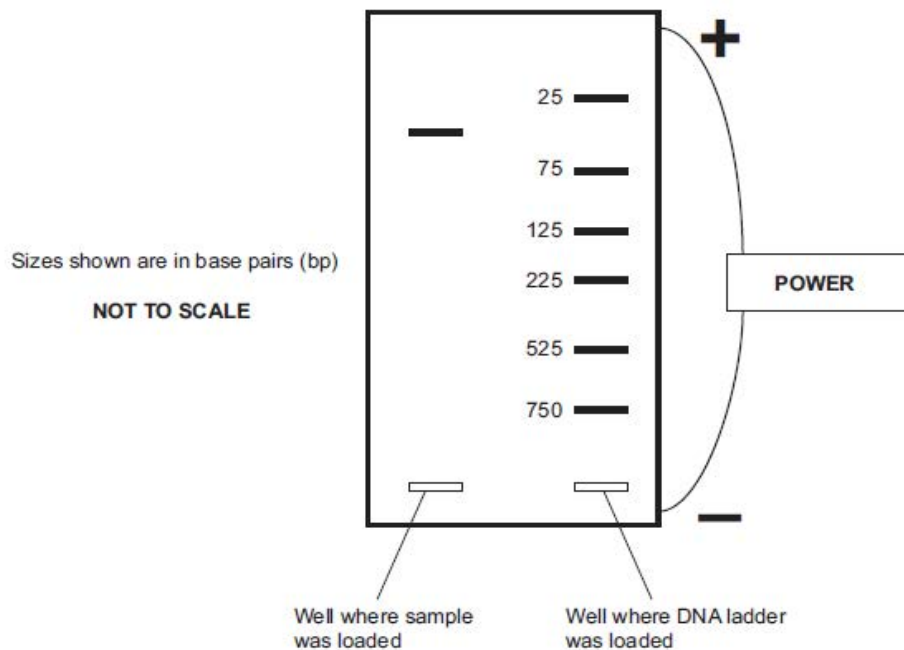 +
25
75
125
225
525
750
Sizes shown are in base pairs (bp)
NOT TO SCALE
POWER
−
Well where sample
was loaded
Well where DNA ladder
was loaded